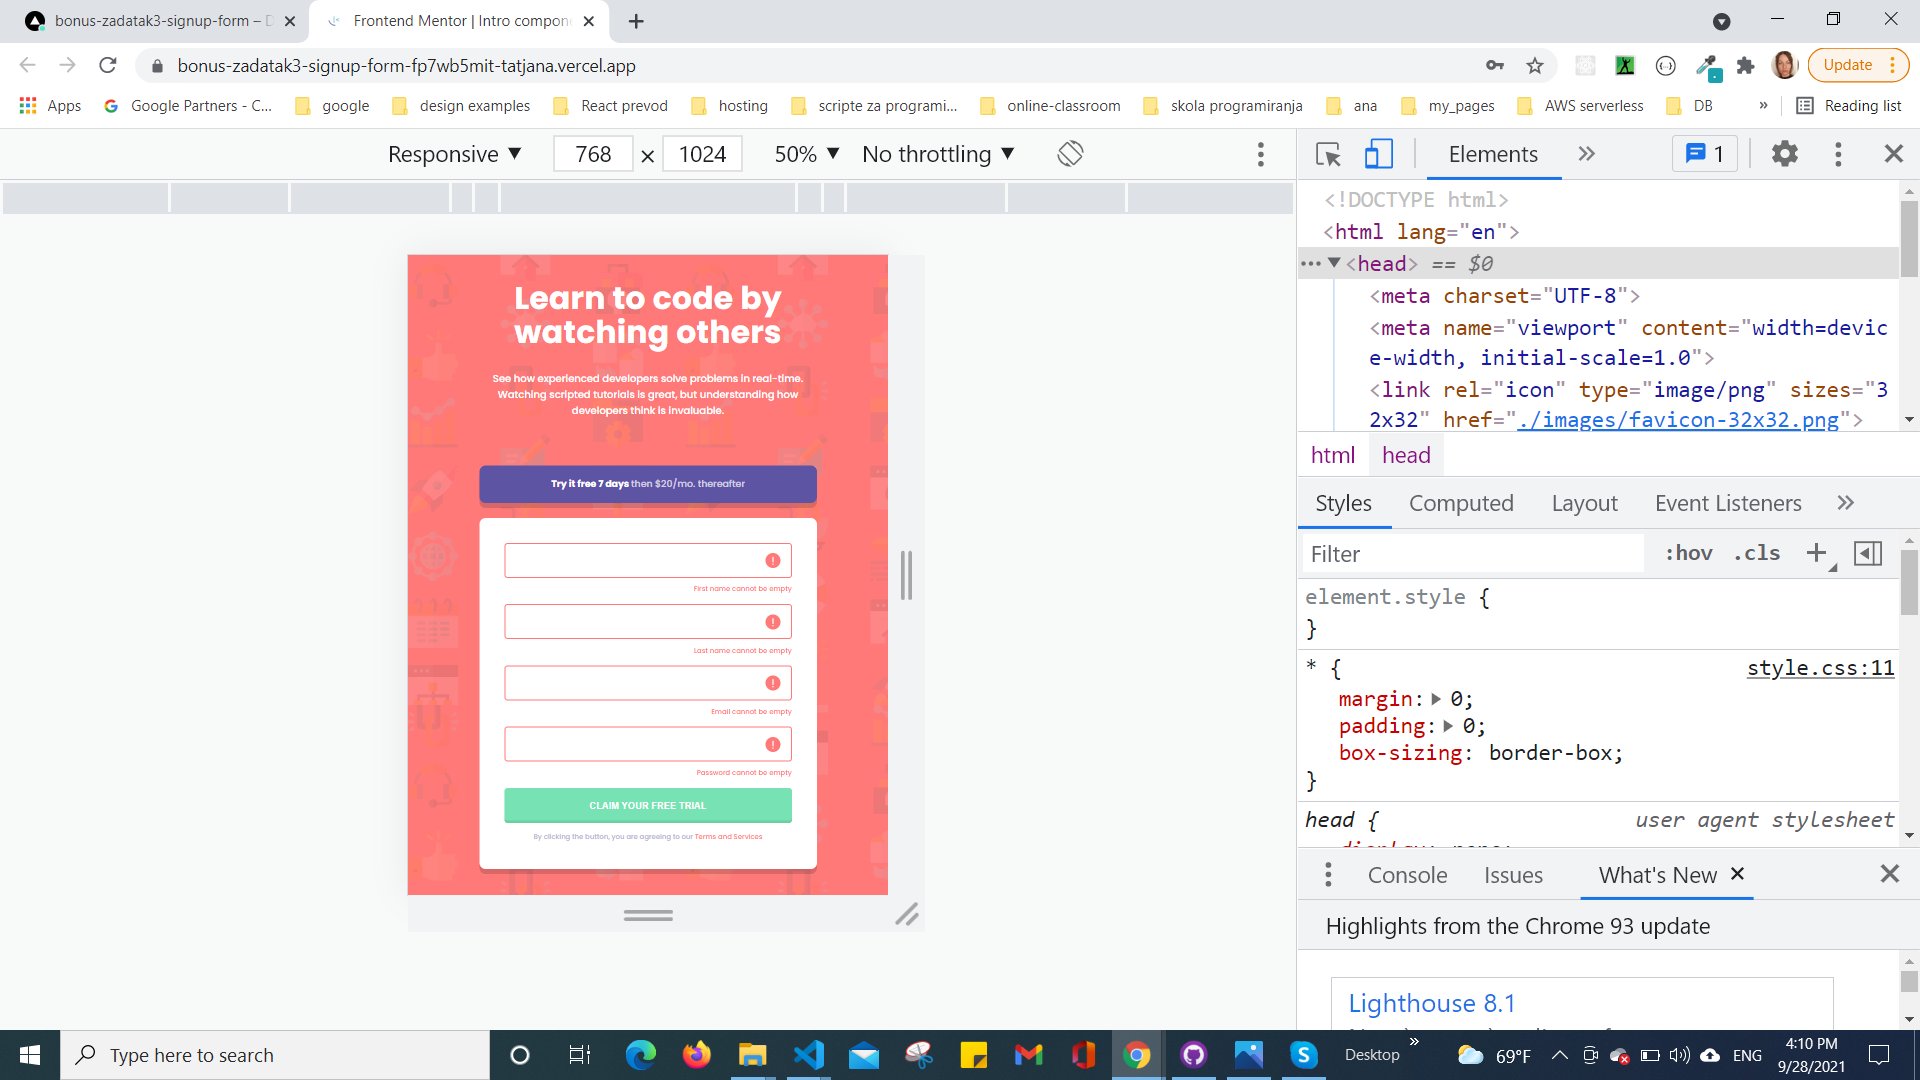 bonus-zadatak3-signup-form – D
Frontend Mentor | Intro compone
bonus-zadatak3-signup-form-fp7wb5mit-tatjana.vercel.app
Update
Apps
Google Partners - C...
google
design examples
React prevod
hosting
scripte za programi...
online-classroom
skola programiranja
ana
my_pages
AWS serverless
DB
»
Reading list
Responsive
768 × 1024
50%
No throttling
Elements
1
Learn to code by
watching others
See how experienced developers solve problems in real-time.
Watching scripted tutorials is great, but understanding how
developers think is invaluable.
Try it free 7 days then $20/mo. thereafter
First name cannot be empty
Last name cannot be empty
Email cannot be empty
Password cannot be empty
CLAIM YOUR FREE TRIAL
By clicking the button, you are agreeing to our Terms and Services
<!DOCTYPE html>
<html lang="en">
<head> == $0
<meta charset="UTF-8">
<meta name="viewport" content="width=devic
e-width, initial-scale=1.0">
<link rel="icon" type="image/png" sizes="3
2x32" href="./images/favicon-32x32.png">
html head
Styles Computed Layout Event Listeners
Filter :hov .cls
element.style {
}
* { style.css:11
margin: 0;
padding: 0;
box-sizing: border-box;
}
head { user agent stylesheet
display: none;
Console Issues What's New
Highlights from the Chrome 93 update
Lighthouse 8.1
Type here to search
Desktop
»
69°F
ENG
4:10 PM
9/28/2021